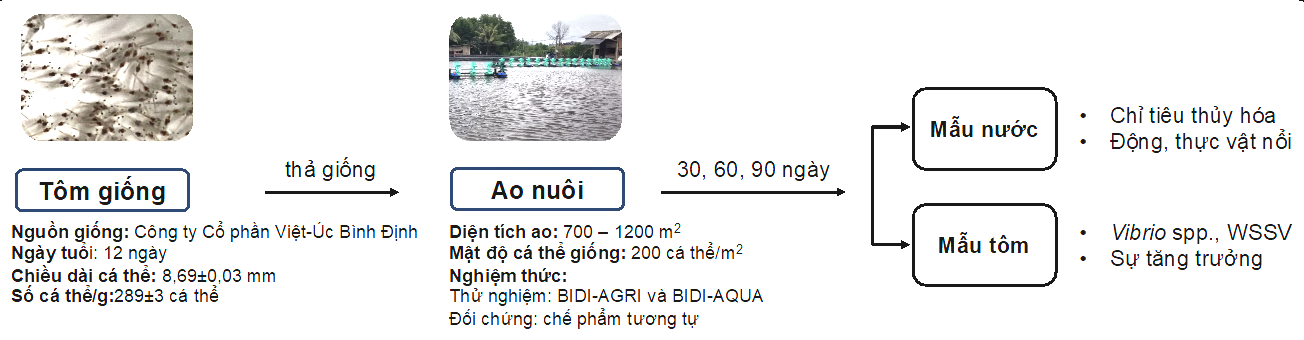 Tôm giống
Nguồn giống: Công ty Cổ phần Việt-Úc Bình Định
Ngày tuổi: 12 ngày
Chiều dài cá thể: 8,69±0,03 mm
Số cá thể/g:289±3 cá thể
thả giống
Ao nuôi
Diện tích ao: 700 – 1200 m²
Mật độ cá thể giống: 200 cá thể/m²
Nghiệm thức:
Thử nghiệm: BIDI-AGRI và BIDI-AQUA
Đối chứng: chế phẩm tương tự
30, 60, 90 ngày
Mẫu nước
• Chỉ tiêu thủy hóa
• Động, thực vật nổi
Mẫu tôm
• Vibrio spp., WSSV
• Sự tăng trưởng